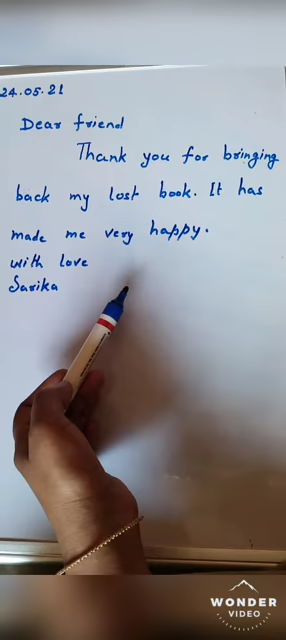 24.05.21
Dear friend
Thank you for bringing
back my lost book. It has
made me very happy.
with love
Sarika
WONDER
VIDEO